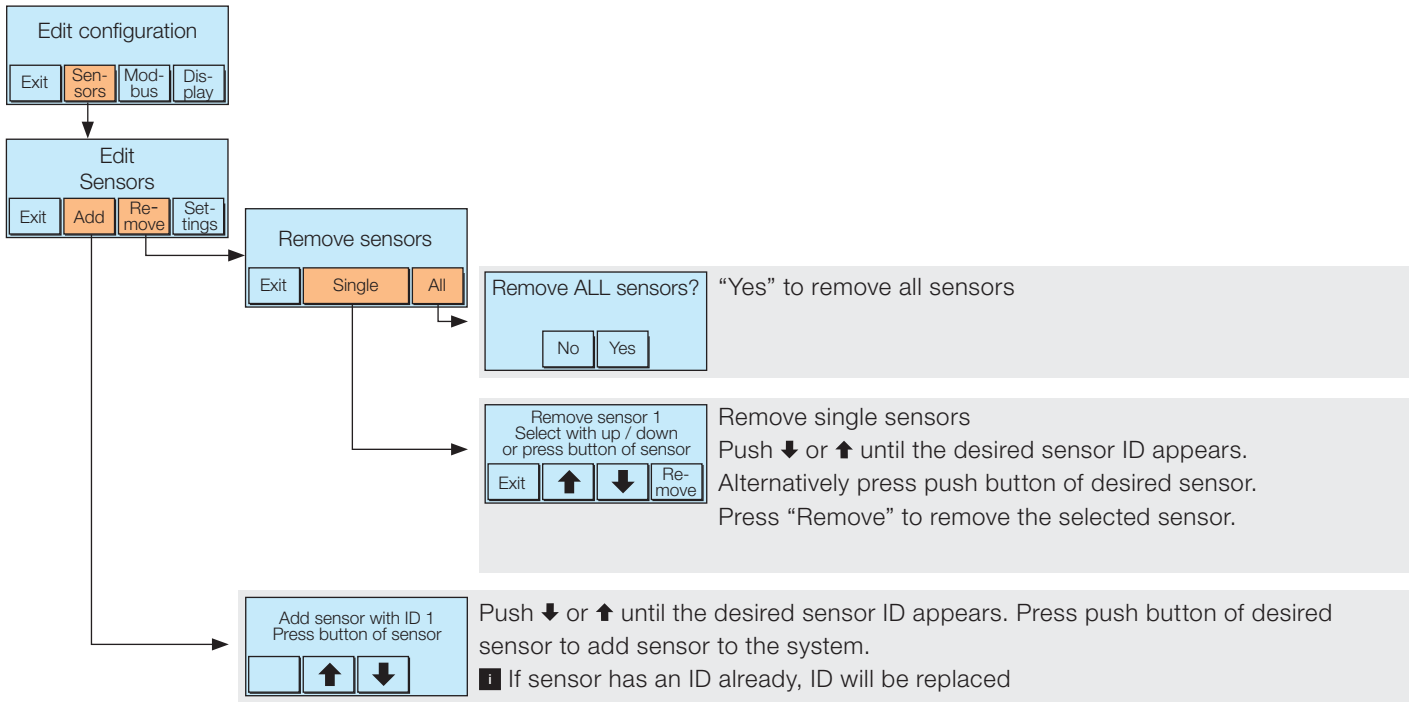 Edit configuration
Exit
Sen-
sors
Mod-
bus
Dis-
play
Edit
Sensors
Exit
Add
Re-
move
Set-
tings
Remove sensors
Exit
Single
All
Remove ALL sensors?
No
Yes
“Yes” to remove all sensors
Remove sensor 1
Select with up / down
or press button of sensor
Exit
Re-
move
Remove single sensors
Push ⬇ or ⬆ until the desired sensor ID appears.
Alternatively press push button of desired sensor.
Press “Remove” to remove the selected sensor.
Add sensor with ID 1
Press button of sensor
Push ⬇ or ⬆ until the desired sensor ID appears. Press push button of desired
sensor to add sensor to the system.
i If sensor has an ID already, ID will be replaced